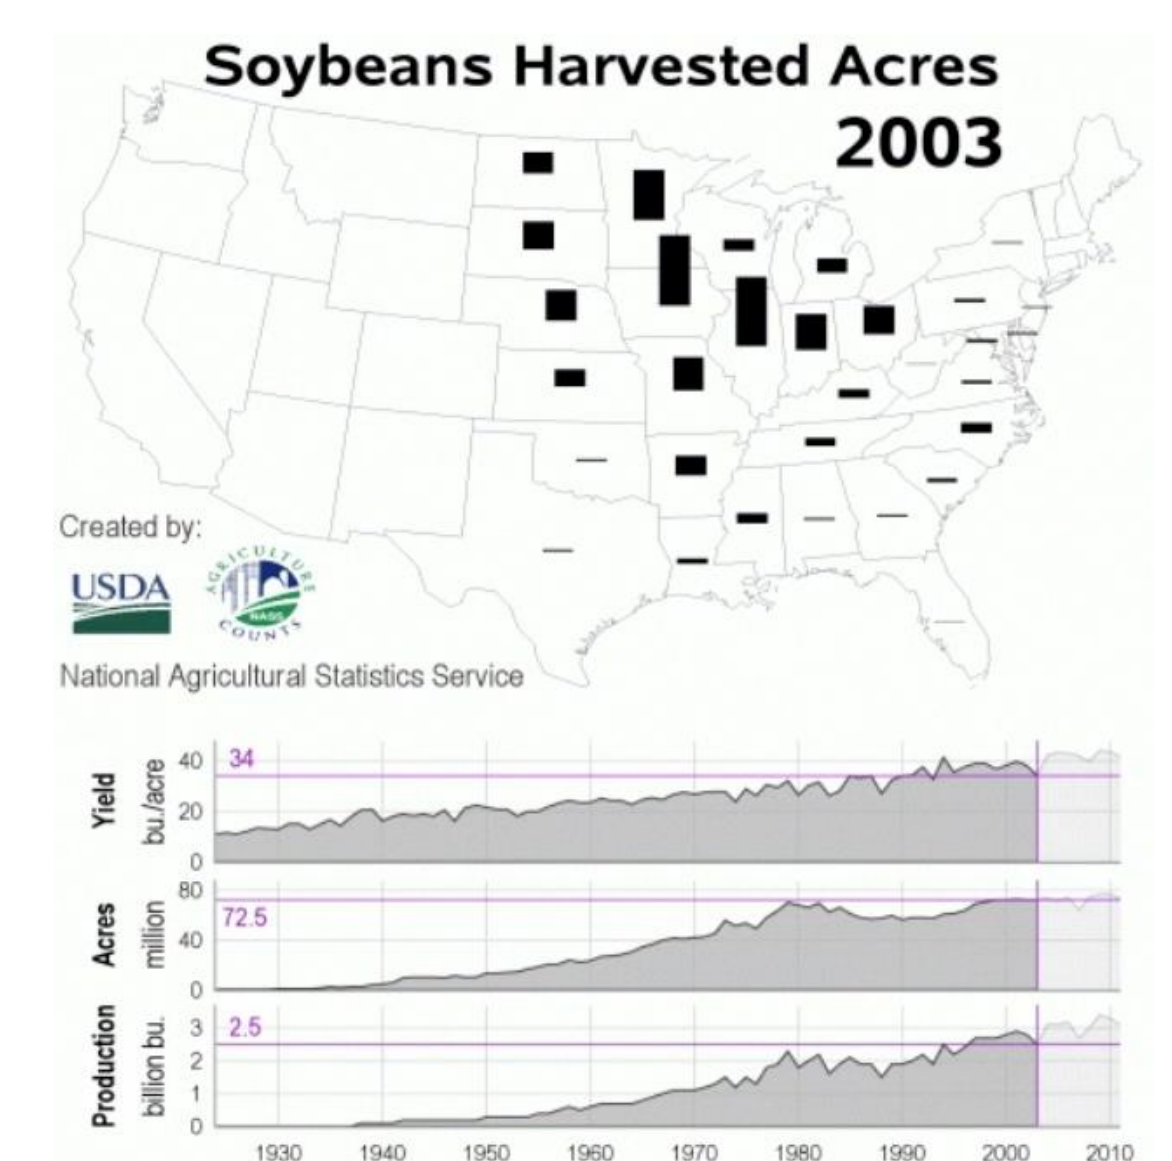 Soybeans Harvested Acres
2003
Created by:
USDA
AGRICULTURE
NASS
COUNTS
National Agricultural Statistics Service
Yield
bu./acre
40
20
0
34
Acres
million
80
40
0
72.5
Production
billion bu.
3
2
1
0
2.5
1930 1940 1950 1960 1970 1980 1990 2000 2010